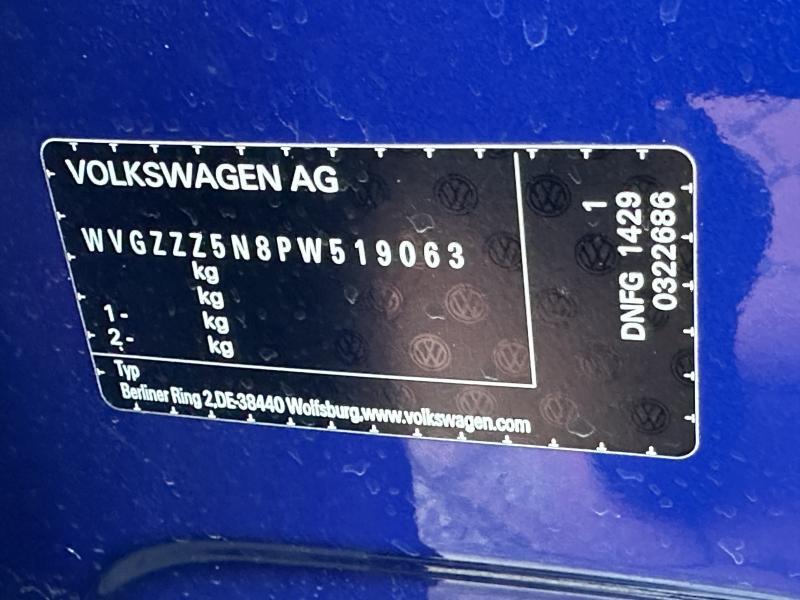 VOLKSWAGEN AG
WVGZZZ5N8PW519063
kg
kg
1- kg
2- kg
Typ
Berliner Ring 2,DE-38440 Wolfsburg,www.volkswagen.com
1
DNFG 1429
0322686